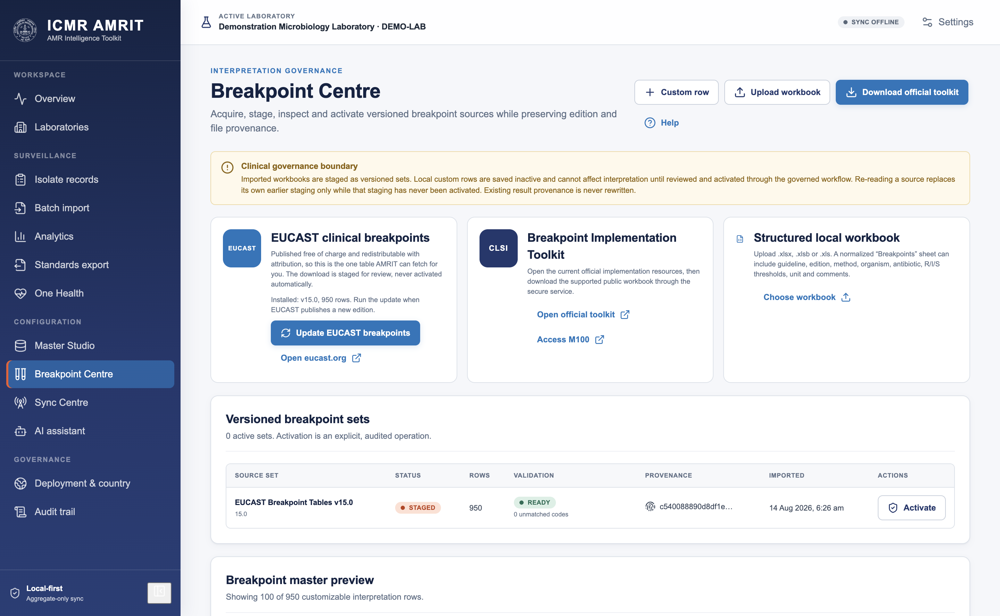 ICMR AMRIT
AMR Intelligence Toolkit
WORKSPACE
Overview
Laboratories
SURVEILLANCE
Isolate records
Batch import
Analytics
Standards export
One Health
CONFIGURATION
Master Studio
Breakpoint Centre
Sync Centre
AI assistant
GOVERNANCE
Deployment & country
Audit trail
Local-first
Aggregate-only sync
ACTIVE LABORATORY
Demonstration Microbiology Laboratory · DEMO-LAB
SYNC OFFLINE
Settings
INTERPRETATION GOVERNANCE
Breakpoint Centre
Acquire, stage, inspect and activate versioned breakpoint sources while preserving edition and
file provenance.
Custom row
Upload workbook
Download official toolkit
Help
Clinical governance boundary
Imported workbooks are staged as versioned sets. Local custom rows are saved inactive and cannot affect interpretation until reviewed and activated through the governed workflow. Re-reading a source replaces
its own earlier staging only while that staging has never been activated. Existing result provenance is never rewritten.
EUCAST
EUCAST clinical breakpoints
Published free of charge and redistributable with
attribution, so this is the one table AMRIT can fetch for
you. The download is staged for review, never activated
automatically.
Installed: v15.0, 950 rows. Run the update when
EUCAST publishes a new edition.
Update EUCAST breakpoints
Open eucast.org
CLSI
Breakpoint Implementation
Toolkit
Open the current official implementation resources, then
download the supported public workbook through the
secure service.
Open official toolkit
Access M100
Structured local workbook
Upload .xlsx, .xlsb or .xls. A normalized “Breakpoints” sheet can
include guideline, edition, method, organism, antibiotic, R/I/S
thresholds, unit and comments.
Choose workbook
Versioned breakpoint sets
0 active sets. Activation is an explicit, audited operation.
SOURCE SET STATUS ROWS VALIDATION PROVENANCE IMPORTED ACTIONS
EUCAST Breakpoint Tables v15.0
15.0
STAGED
950
READY
0 unmatched codes
c540088890d8df1e…
14 Aug 2026, 6:26 am
Activate
Breakpoint master preview
Showing 100 of 950 customizable interpretation rows.